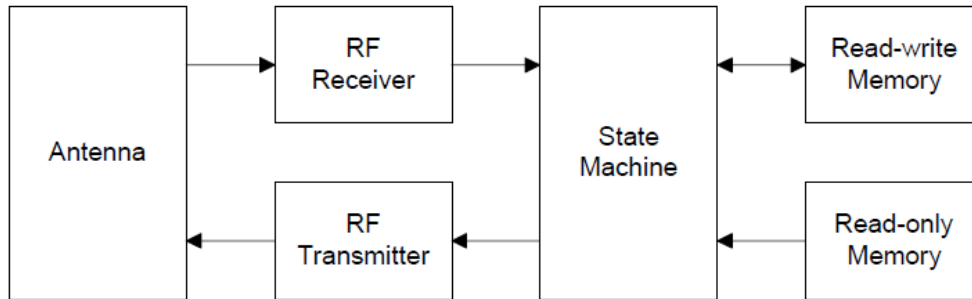 Antenna
RF
Receiver
RF
Transmitter
State
Machine
Read-write
Memory
Read-only
Memory